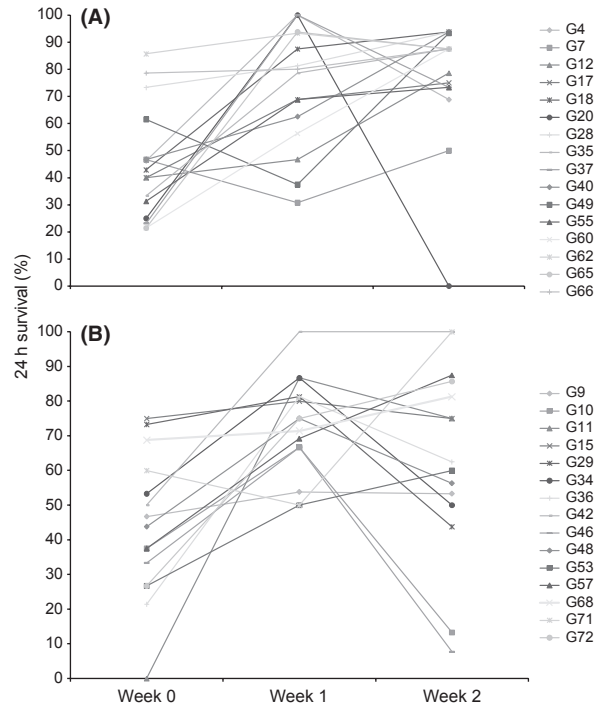 (A)
100
90
80
70
60
50
40
30
20
10
0
G4
G7
G12
G17
G18
G20
G28
G35
G37
G40
G49
G55
G60
G62
G65
G66
24 h survival (%)
(B)
100
90
80
70
60
50
40
30
20
10
0
G9
G10
G11
G15
G29
G34
G36
G42
G46
G48
G53
G57
G68
G71
G72
Week 0 Week 1 Week 2